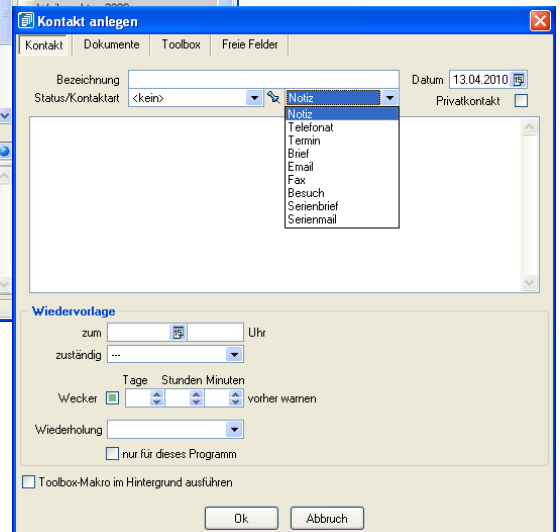 Kontakt anlegen
Kontakt Dokumente Toolbox Freie Felder
Bezeichnung Datum 13.04.2010
Status/Kontaktart <kein> Notiz Privatkontakt
Notiz
Telefonat
Termin
Brief
Email
Fax
Besuch
Serienbrief
Serienmail
Wiedervorlage
zum Uhr
zuständig ---
Tage Stunden Minuten
Wecker vorher warnen
Wiederholung
nur für dieses Programm
Toolbox-Makro im Hintergrund ausführen
Ok Abbruch